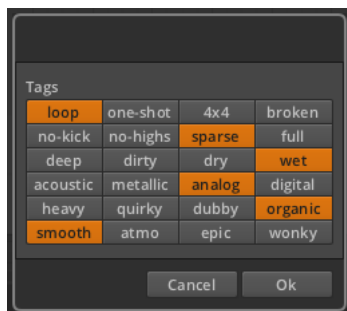 Tags
loop one-shot 4x4 broken
no-kick no-highs sparse full
deep dirty dry wet
acoustic metallic analog digital
heavy quirky dubby organic
smooth atmo epic wonky
Cancel Ok